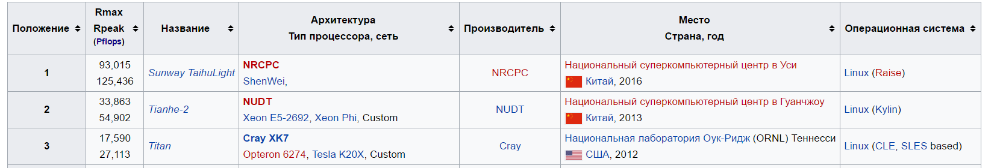 Положение
Rmax
Rpeak
(Pflops)
Название
Архитектура
Тип процессора, сеть
Производитель
Место
Страна, год
Операционная система
1
93,015
125,436
Sunway TaihuLight
NRCPC
ShenWei,
NRCPC
Национальный суперкомпьютерный центр в Уси
Китай, 2016
Linux (Raise)
2
33,863
54,902
Tianhe-2
NUDT
Xeon E5-2692, Xeon Phi, Custom
NUDT
Национальный суперкомпьютерный центр в Гуанчжоу
Китай, 2013
Linux (Kylin)
3
17,590
27,113
Titan
Cray XK7
Opteron 6274, Tesla K20X, Custom
Cray
Национальная лаборатория Оук-Ридж (ORNL) Теннесси
США, 2012
Linux (CLE, SLES based)